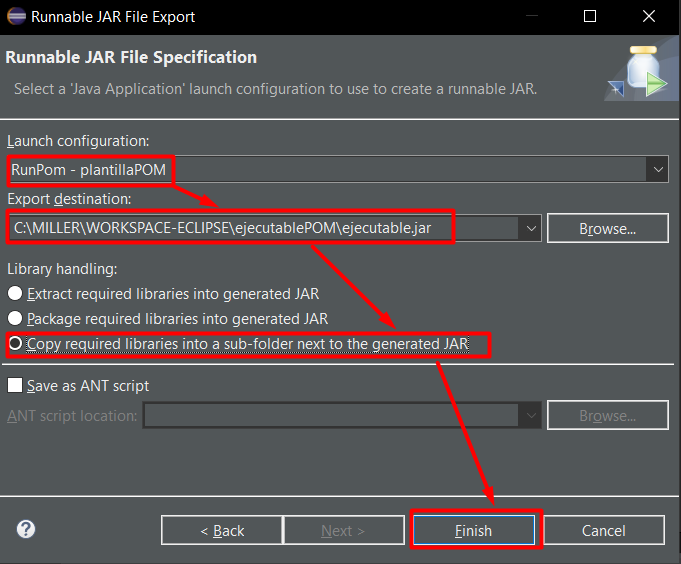 Runnable JAR File Export
Runnable JAR File Specification
Select a 'Java Application' launch configuration to use to create a runnable JAR.
Launch configuration:
RunPom - plantillaPOM
Export destination:
C:\MILLER\WORKSPACE-ECLIPSE\ejecutablePOM\ejecutable.jar
Browse...
Library handling:
Extract required libraries into generated JAR
Package required libraries into generated JAR
Copy required libraries into a sub-folder next to the generated JAR
Save as ANT script
ANT script location:
Browse...
?
< Back
Next >
Finish
Cancel